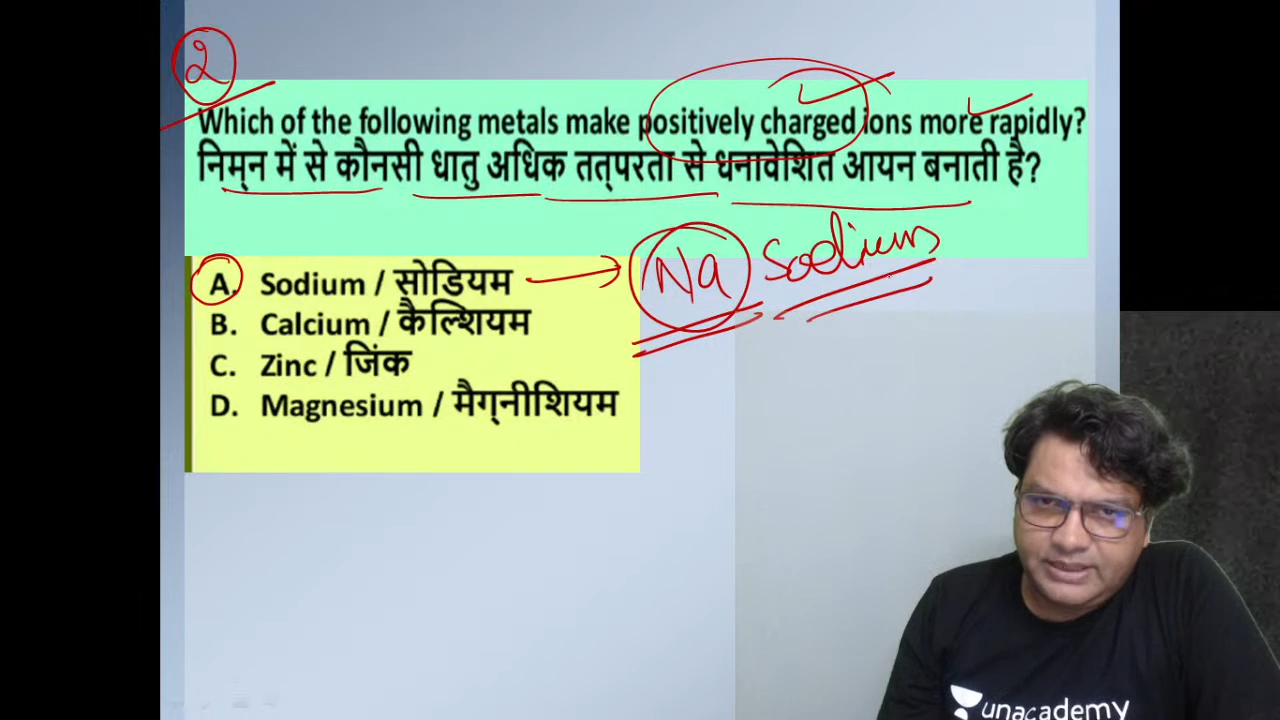 2
Which of the following metals make positively charged ions more rapidly?
निम्न में से कौनसी धातु अधिक तत्परता से धनावेशित आयन बनाती है?
A. Sodium / सोडियम
Na Sodium
B. Calcium / कैल्शियम
C. Zinc / जिंक
D. Magnesium / मैग्नीशियम
unacademy